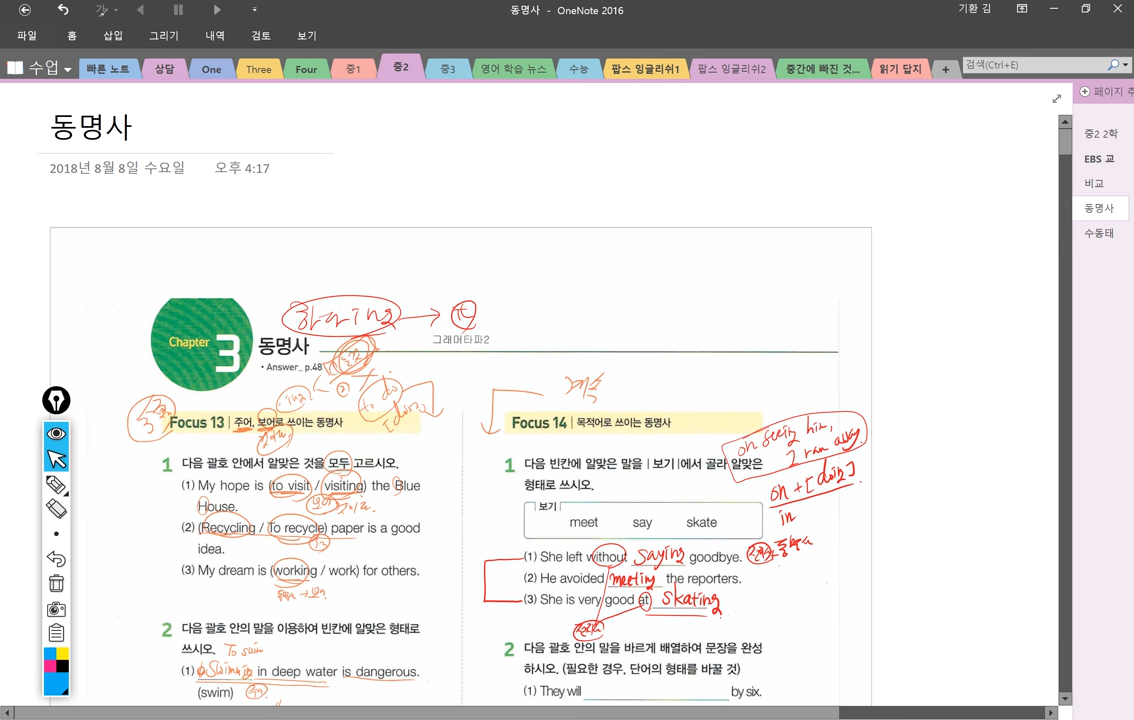 동명사 - OneNote 2016
기환 김
파일 홈 삽입 그리기 내역 검토 보기
수업 빠른 노트 상담 One Three Four 중1 중2 중3 영어 학습 뉴스 수능 팝스 잉글리쉬1 팝스 잉글리쉬2 중간에 빠진 것... 읽기 답지 + 검색(Ctrl+E)
페이지 추
중2 2학
EBS 교
비교
동명사
수동태
동명사
2018년 8월 8일 수요일 오후 4:17
Chapter 3 동명사
그래머타파2
• Answer_ p.48
Focus 13 | 주어, 보어로 쓰이는 동명사
1 다음 괄호 안에서 알맞은 것을 모두 고르시오.
(1) My hope is (to visit / visiting) the Blue
House.
(2) (Recycling / To recycle) paper is a good
idea.
(3) My dream is (working / work) for others.
2 다음 괄호 안의 말을 이용하여 빈칸에 알맞은 형태로
쓰시오. To swim
(1) Swimming in deep water is dangerous.
(swim)
Focus 14 | 목적어로 쓰이는 동명사
on seeing him,
I ran away.
on + [doing]
in
1 다음 빈칸에 알맞은 말을 | 보기 |에서 골라 알맞은
형태로 쓰시오.
보기
meet say skate
(1) She left without saying goodbye.
(2) He avoided meeting the reporters.
(3) She is very good at skating.
2 다음 괄호 안의 말을 바르게 배열하여 문장을 완성
하시오. (필요한 경우, 단어의 형태를 바꿀 것)
(1) They will by six.